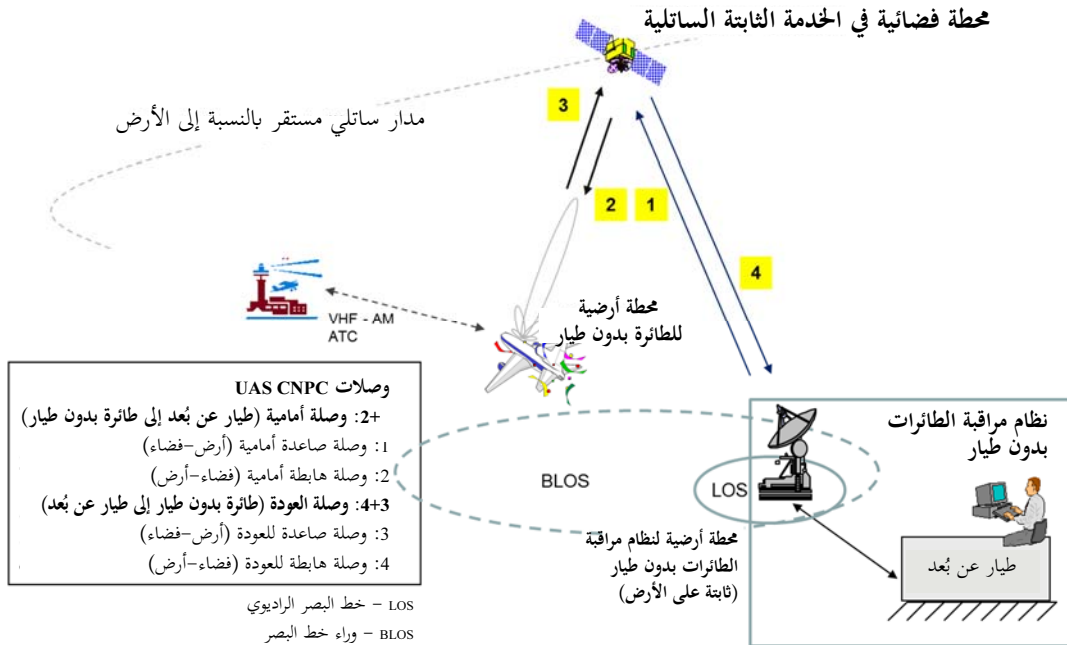 محطة فضائية في الخدمة الثابتة الساتلية
3
مدار ساتلي مستقر بالنسبة إلى الأرض
2
1
4
VHF - AM
ATC
محطة أرضية
للطائرة بدون طيار
وصلات UAS CNPC
2+: وصلة أمامية (طيار عن بُعد إلى طائرة بدون طيار)
1: وصلة صاعدة أمامية (أرض–فضاء)
2: وصلة هابطة أمامية (فضاء–أرض)
4+3: وصلة العودة (طائرة بدون طيار إلى طيار عن بُعد)
3: وصلة صاعدة للعودة (أرض–فضاء)
4: وصلة هابطة للعودة (فضاء–أرض)
LOS – خط البصر الراديوي
BLOS – وراء خط البصر
BLOS
LOS
نظام مراقبة الطائرات
بدون طيار
محطة أرضية لنظام مراقبة
الطائرات بدون طيار
(ثابتة على الأرض)
طيار عن بُعد